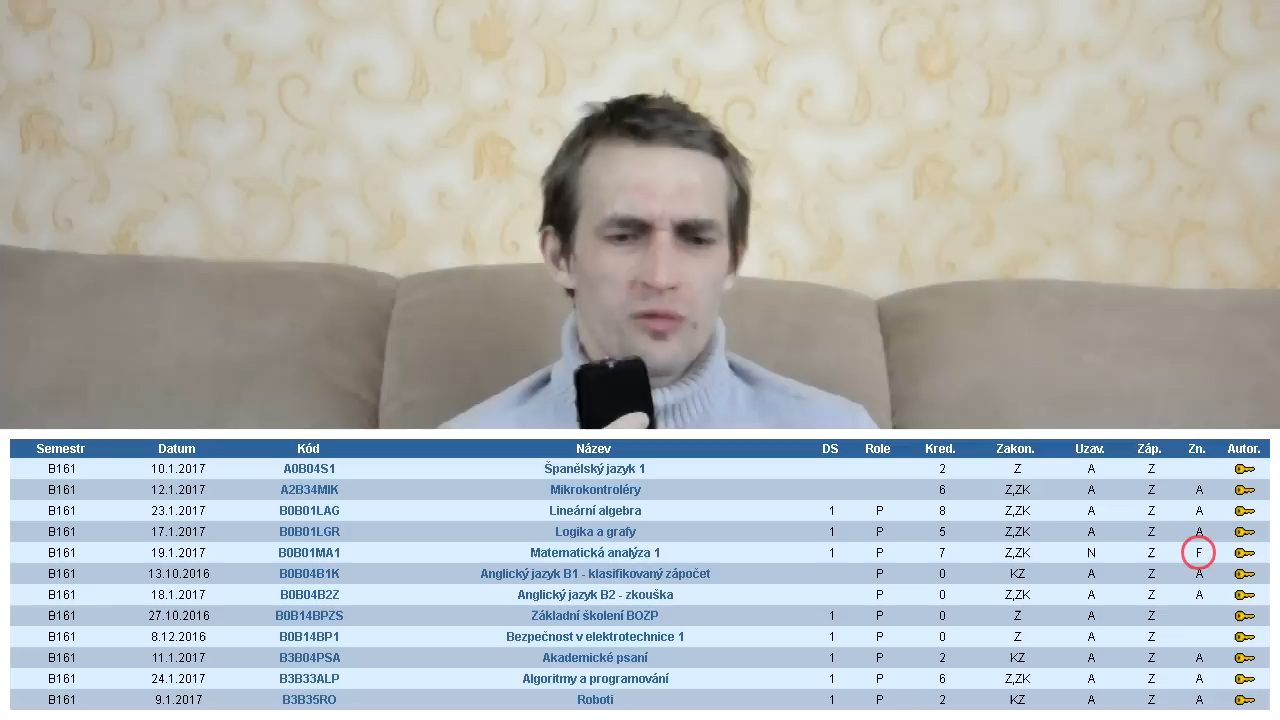 Semestr Datum Kód Název DS Role Kred. Zakon. Uzav. Záp. Zn. Autor.
B161 10.1.2017 A0B04S1 Španělský jazyk 1 2 Z A Z
B161 12.1.2017 A2B34MIK Mikrokontroléry 6 Z,ZK A Z A
B161 23.1.2017 B0B01LAG Lineární algebra 1 P 8 Z,ZK A Z A
B161 17.1.2017 B0B01LGR Logika a grafy 1 P 5 Z,ZK A Z A
B161 19.1.2017 B0B01MA1 Matematická analýza 1 1 P 7 Z,ZK N Z F
B161 13.10.2016 B0B04B1K Anglický jazyk B1 - klasifikovaný zápočet P 0 KZ A Z A
B161 18.1.2017 B0B04B2Z Anglický jazyk B2 - zkouška P 0 Z,ZK A Z A
B161 27.10.2016 B0B14BPZS Základní školení BOZP 1 P 0 Z A Z
B161 8.12.2016 B0B14BP1 Bezpečnost v elektrotechnice 1 1 P 0 Z A Z
B161 11.1.2017 B3B04PSA Akademické psaní 1 P 2 KZ A Z A
B161 24.1.2017 B3B33ALP Algoritmy a programování 1 P 6 Z,ZK A Z A
B161 9.1.2017 B3B35RO Roboti 1 P 2 KZ A Z A